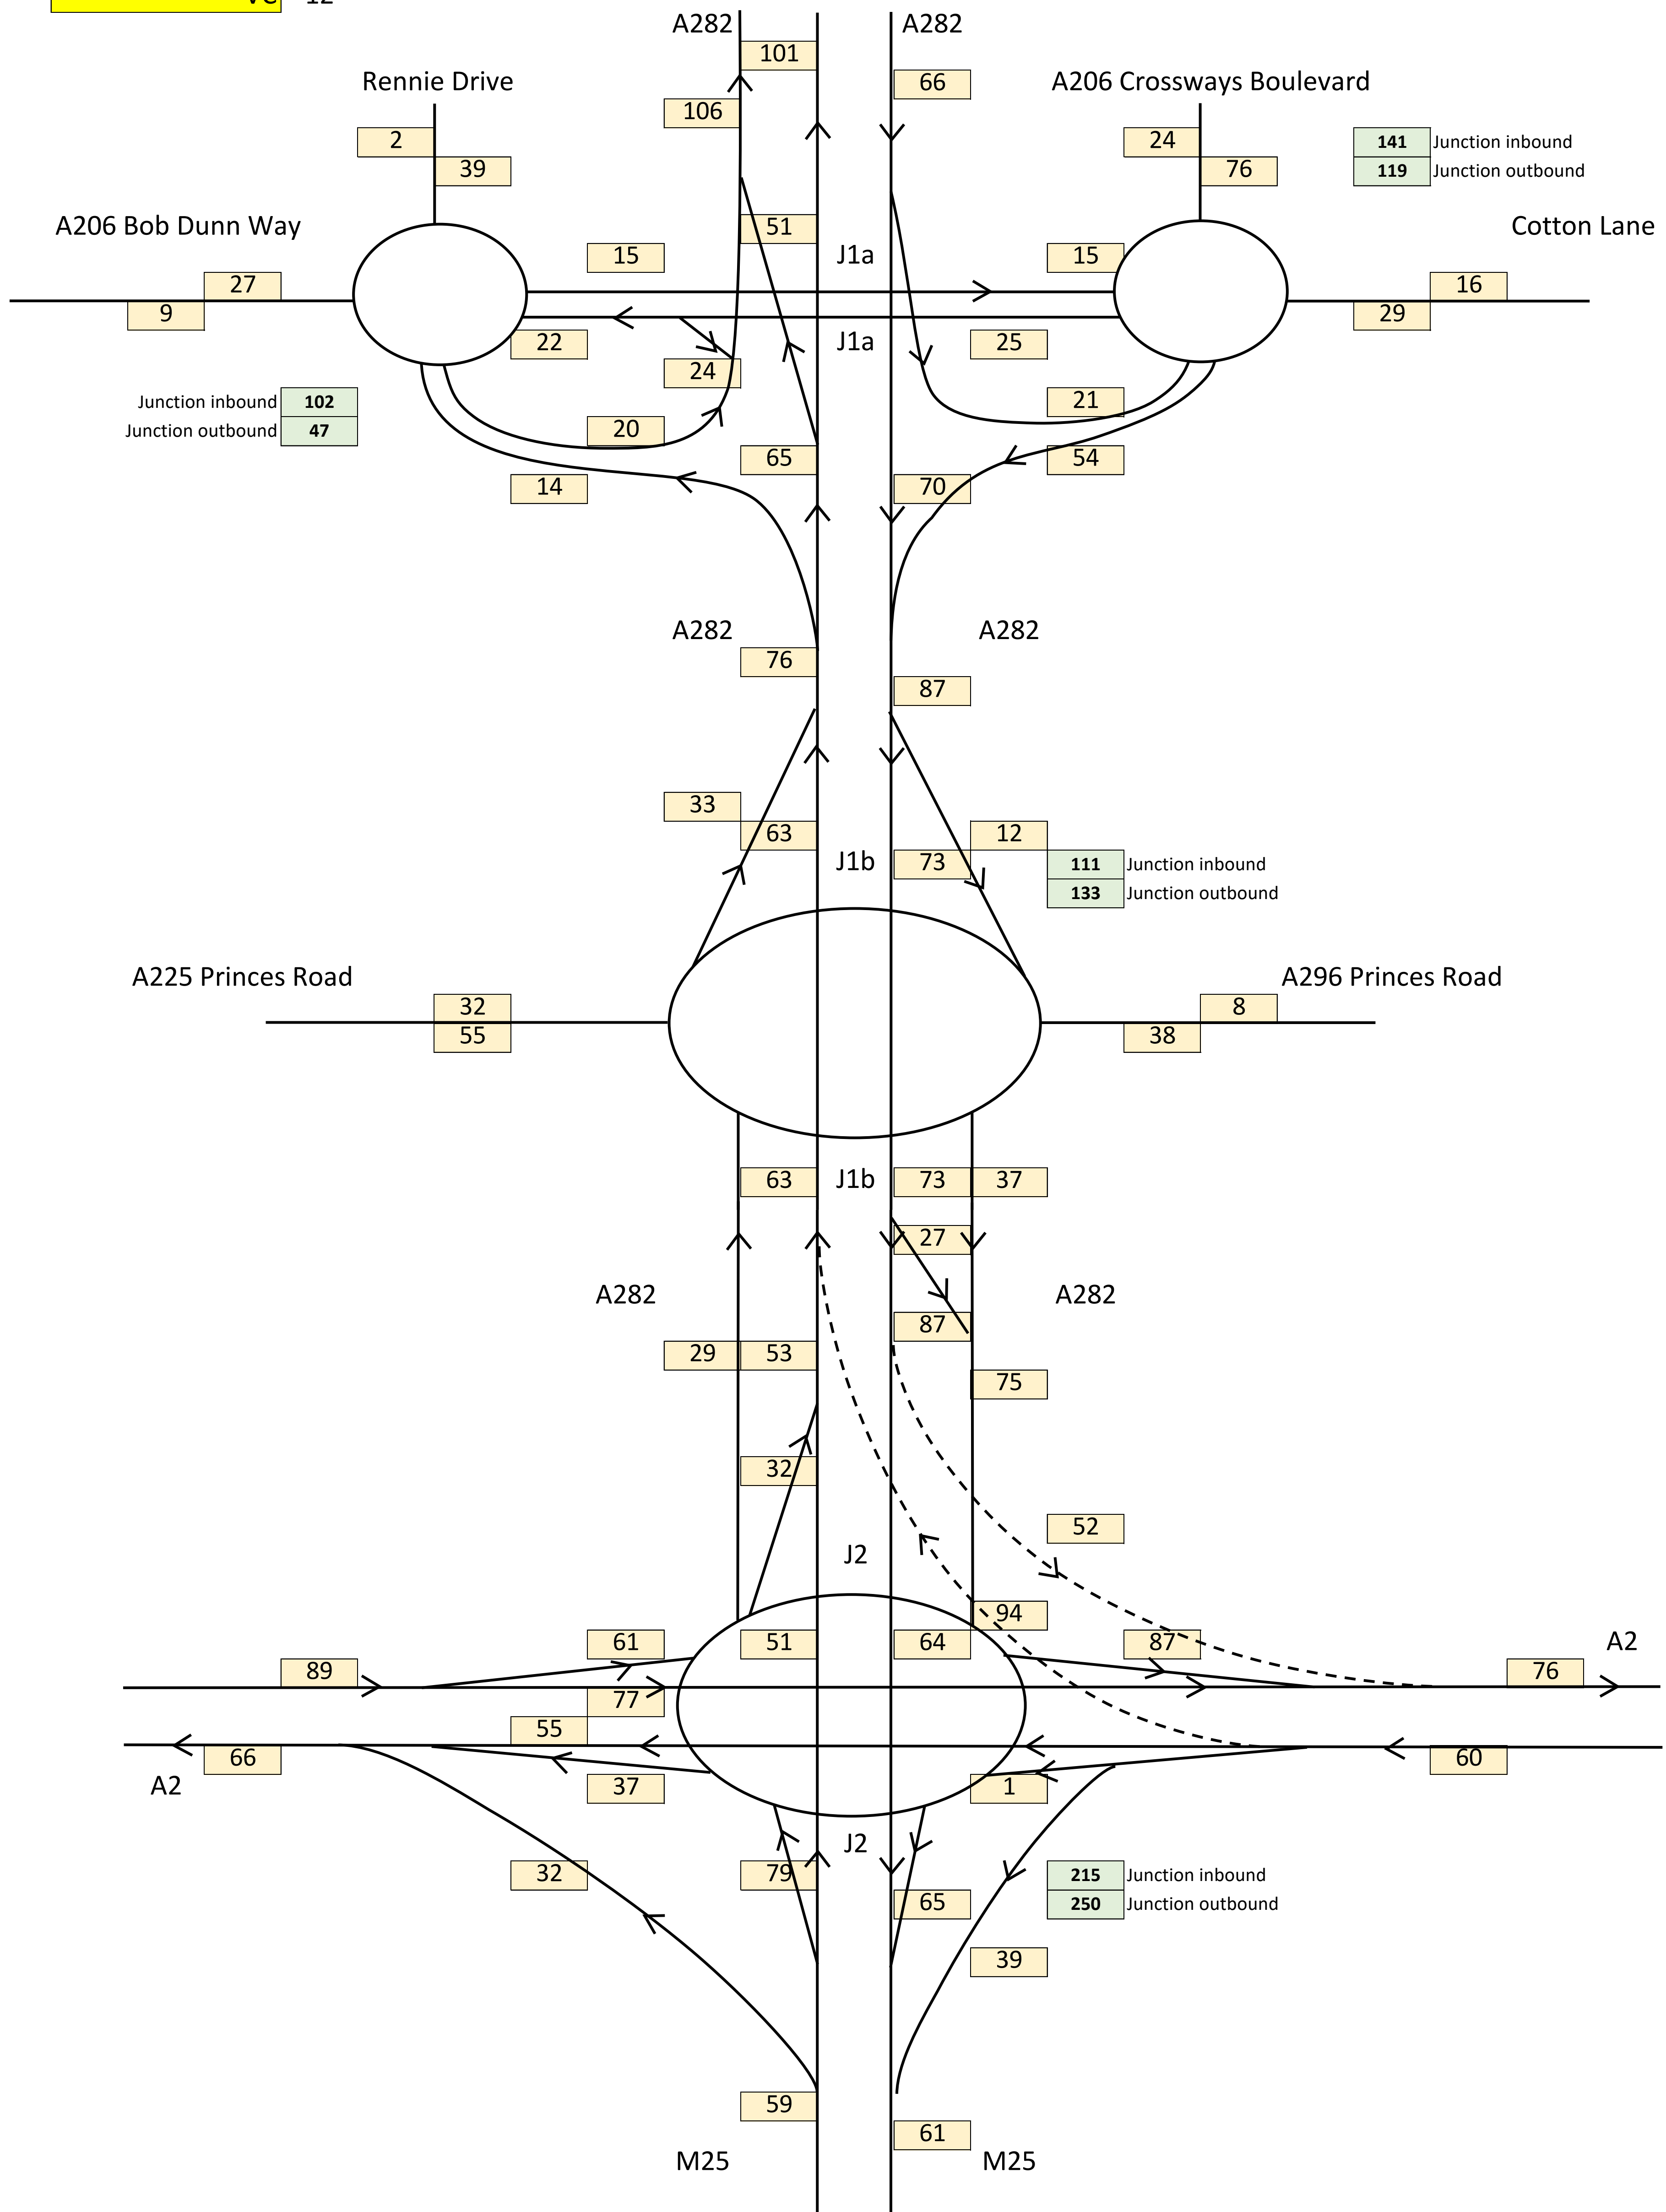 12
A282 A282
101
66
Rennie Drive A206 Crossways Boulevard
106
2 24 141 Junction inbound
39 76 119 Junction outbound
A206 Bob Dunn Way 51 Cotton Lane
15 J1a 15
27 16
9 29
22 J1a 25
24
Junction inbound 102 21
Junction outbound 47 20
65 54
14 70
A282 A282
76
87
33
63 12
J1b 73 111 Junction inbound
133 Junction outbound
A225 Princes Road A296 Princes Road
32 8
55 38
63 J1b 73 37
27
A282 A282
87
29 53
75
32
52
J2
94
61 51 64 87 A2
89 76
77
55
66 60
A2 37 1
J2
32 79 215 Junction inbound
65 250 Junction outbound
39
59
61
M25 M25